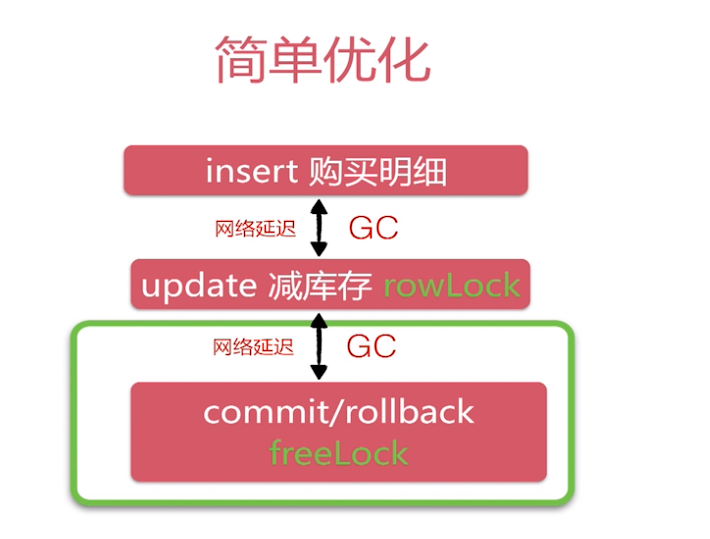 简单优化
insert 购买明细
网络延迟 GC
update 减库存 rowLock
网络延迟 GC
commit/rollback
freeLock